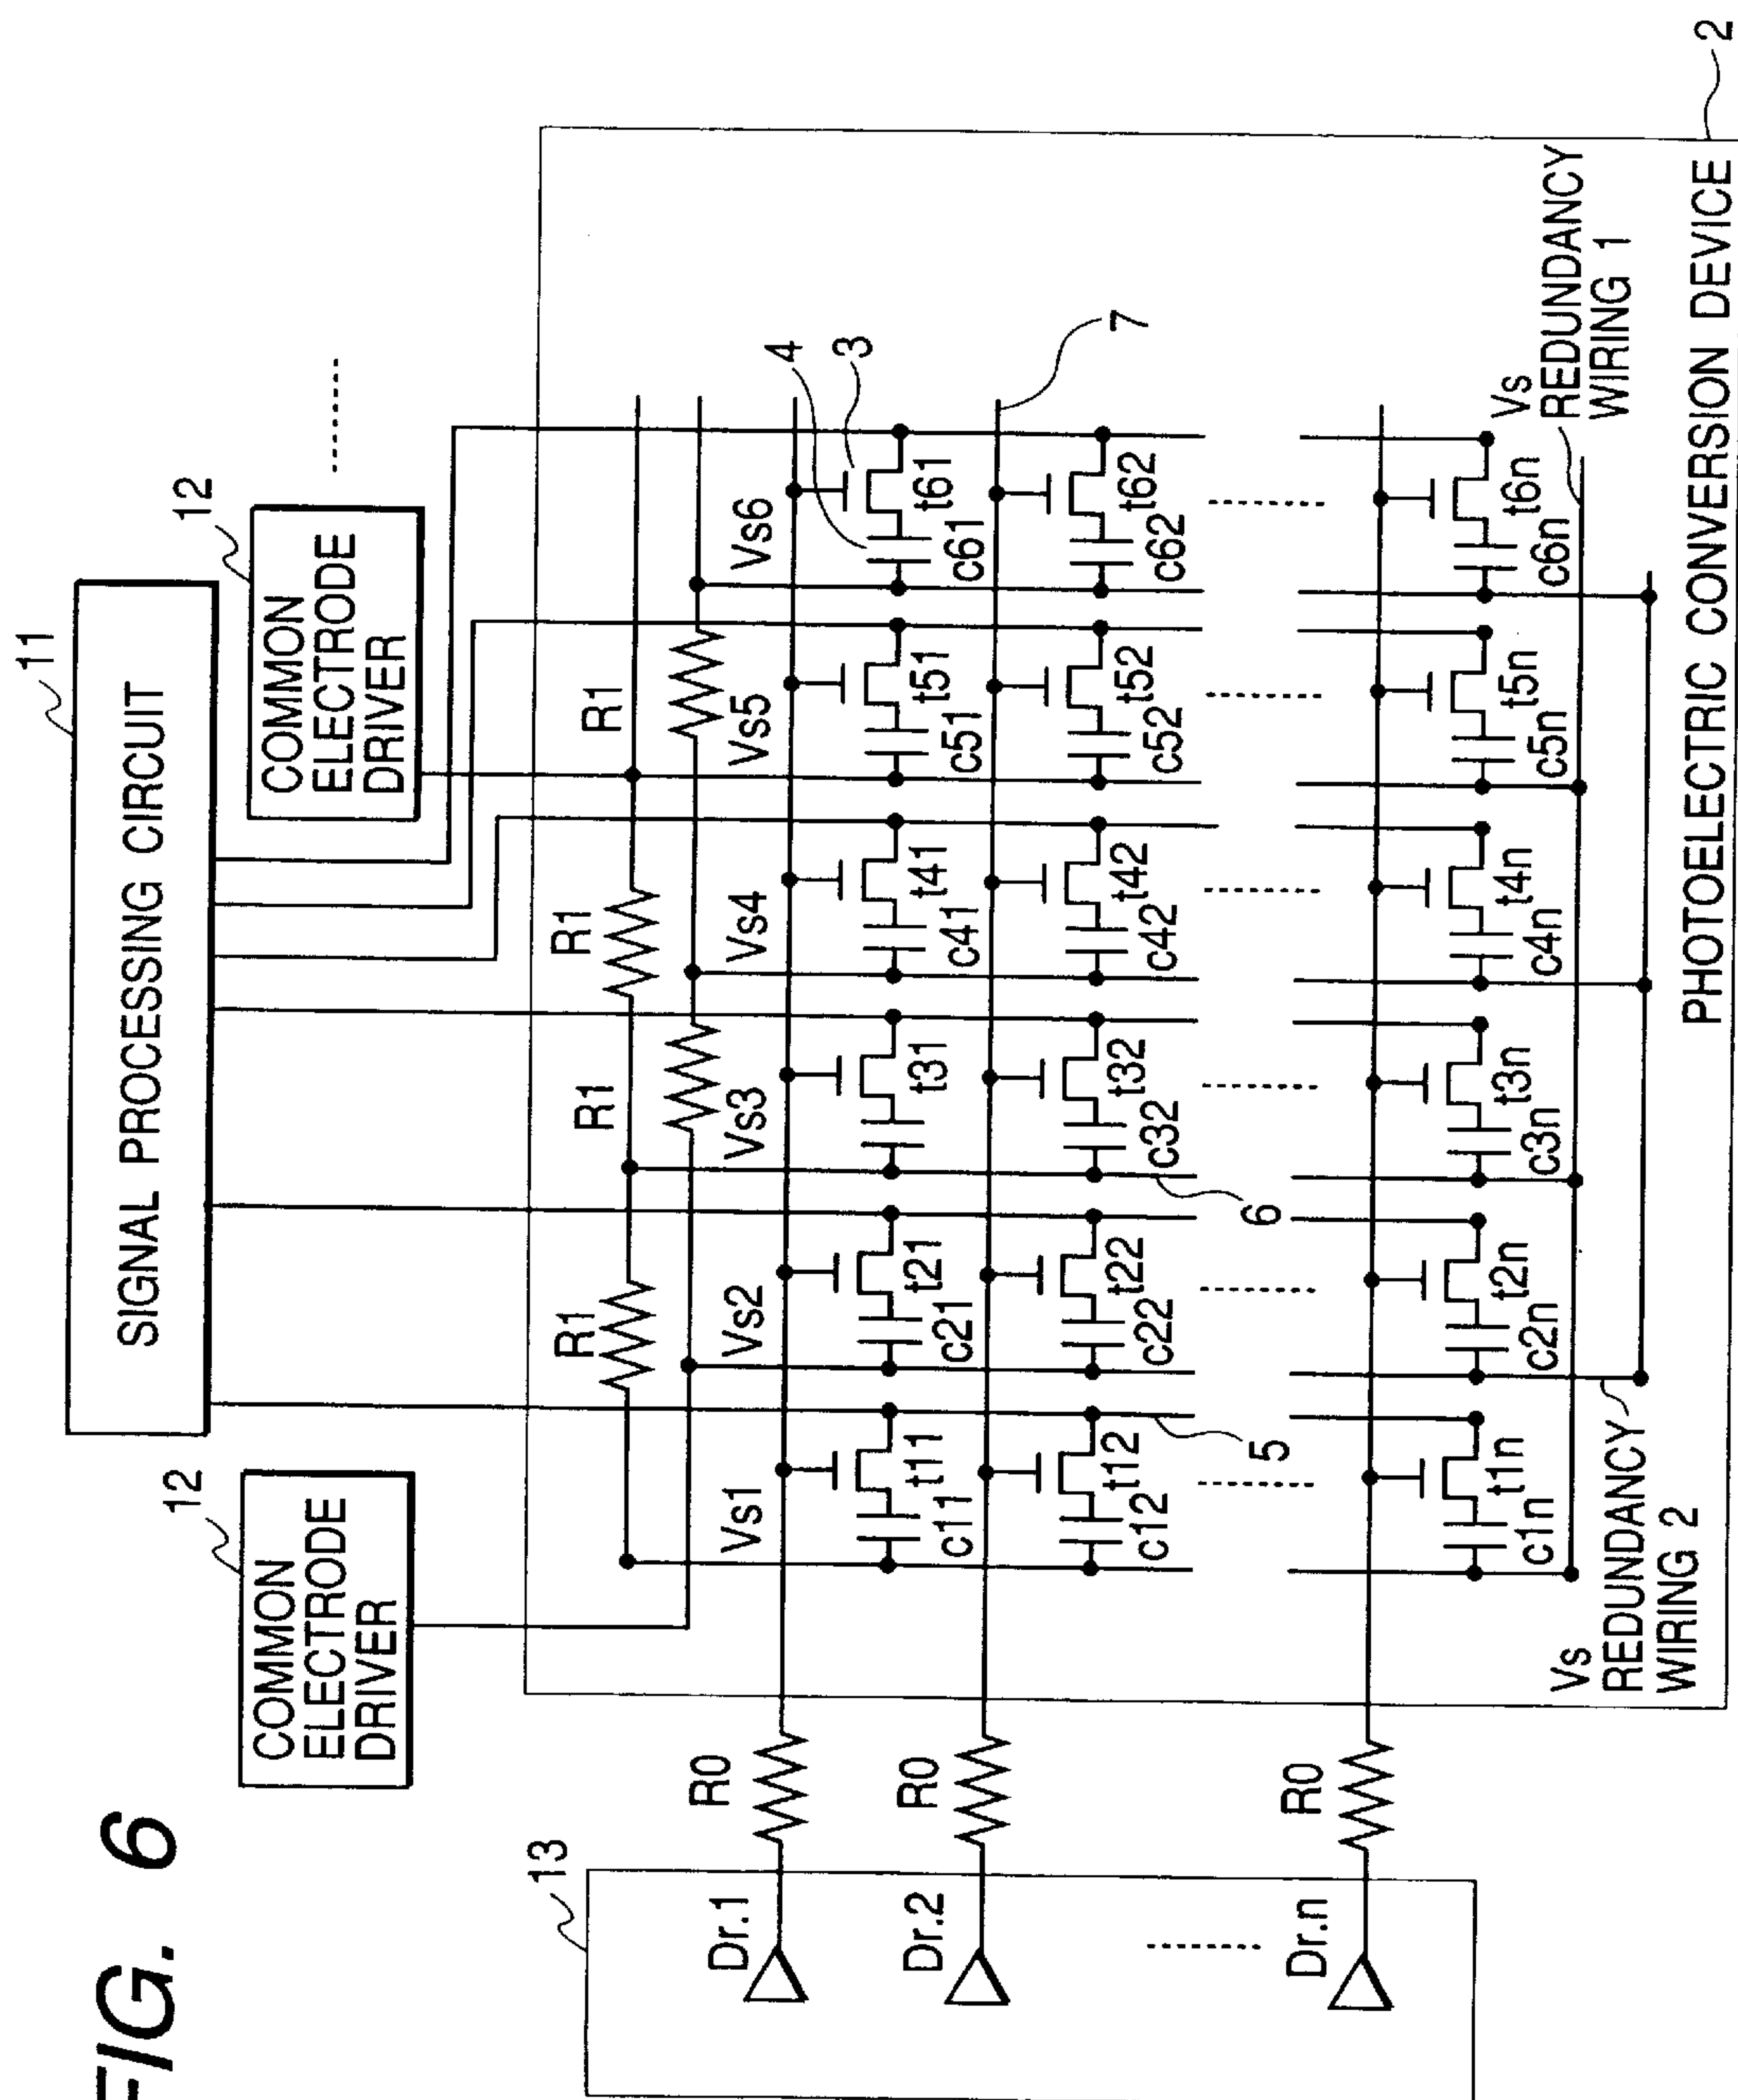 FIG. 6
11
SIGNAL PROCESSING CIRCUIT
12
COMMON
ELECTRODE
DRIVER
12
COMMON
ELECTRODE
DRIVER
R1
R1
R1
R1
Vs1
Vs2
Vs3
Vs4
Vs5
Vs6
4
3
7
13
Dr.1
R0
c11
t11
c21
t21
t31
c41
t41
c51
t51
c61
t61
Dr.2
R0
c12
t12
c22
t22
c32
t32
c42
t42
c52
t52
c62
t62
5
6
Dr.n
R0
c1n
t1n
c2n
t2n
c3n
t3n
c4n
t4n
c5n
t5n
c6n
t6n
Vs
REDUNDANCY
WIRING 1
Vs
REDUNDANCY
WIRING 2
PHOTOELECTRIC CONVERSION DEVICE
2